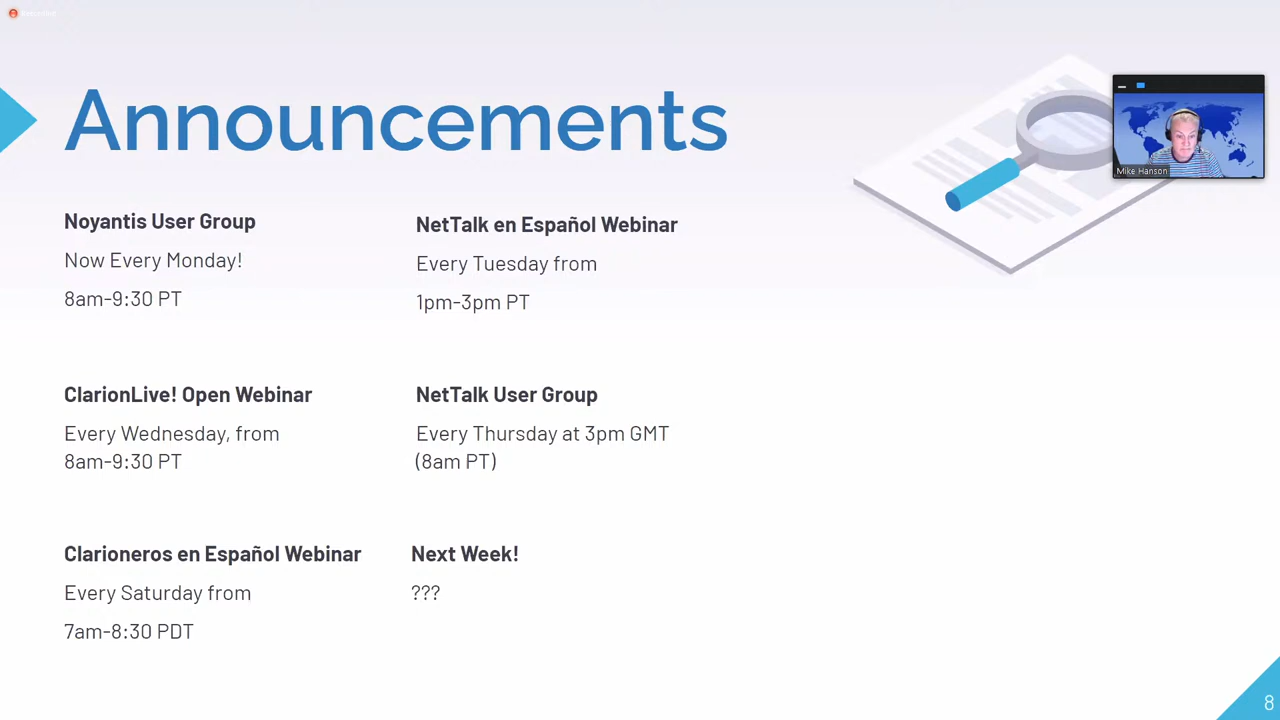 Announcements
Noyantis User Group
Now Every Monday!
8am-9:30 PT
NetTalk en Español Webinar
Every Tuesday from
1pm-3pm PT
ClarionLive! Open Webinar
Every Wednesday, from
8am-9:30 PT
NetTalk User Group
Every Thursday at 3pm GMT
(8am PT)
Clarioneros en Español Webinar
Every Saturday from
7am-8:30 PDT
Next Week!
???
Mike Hanson
8